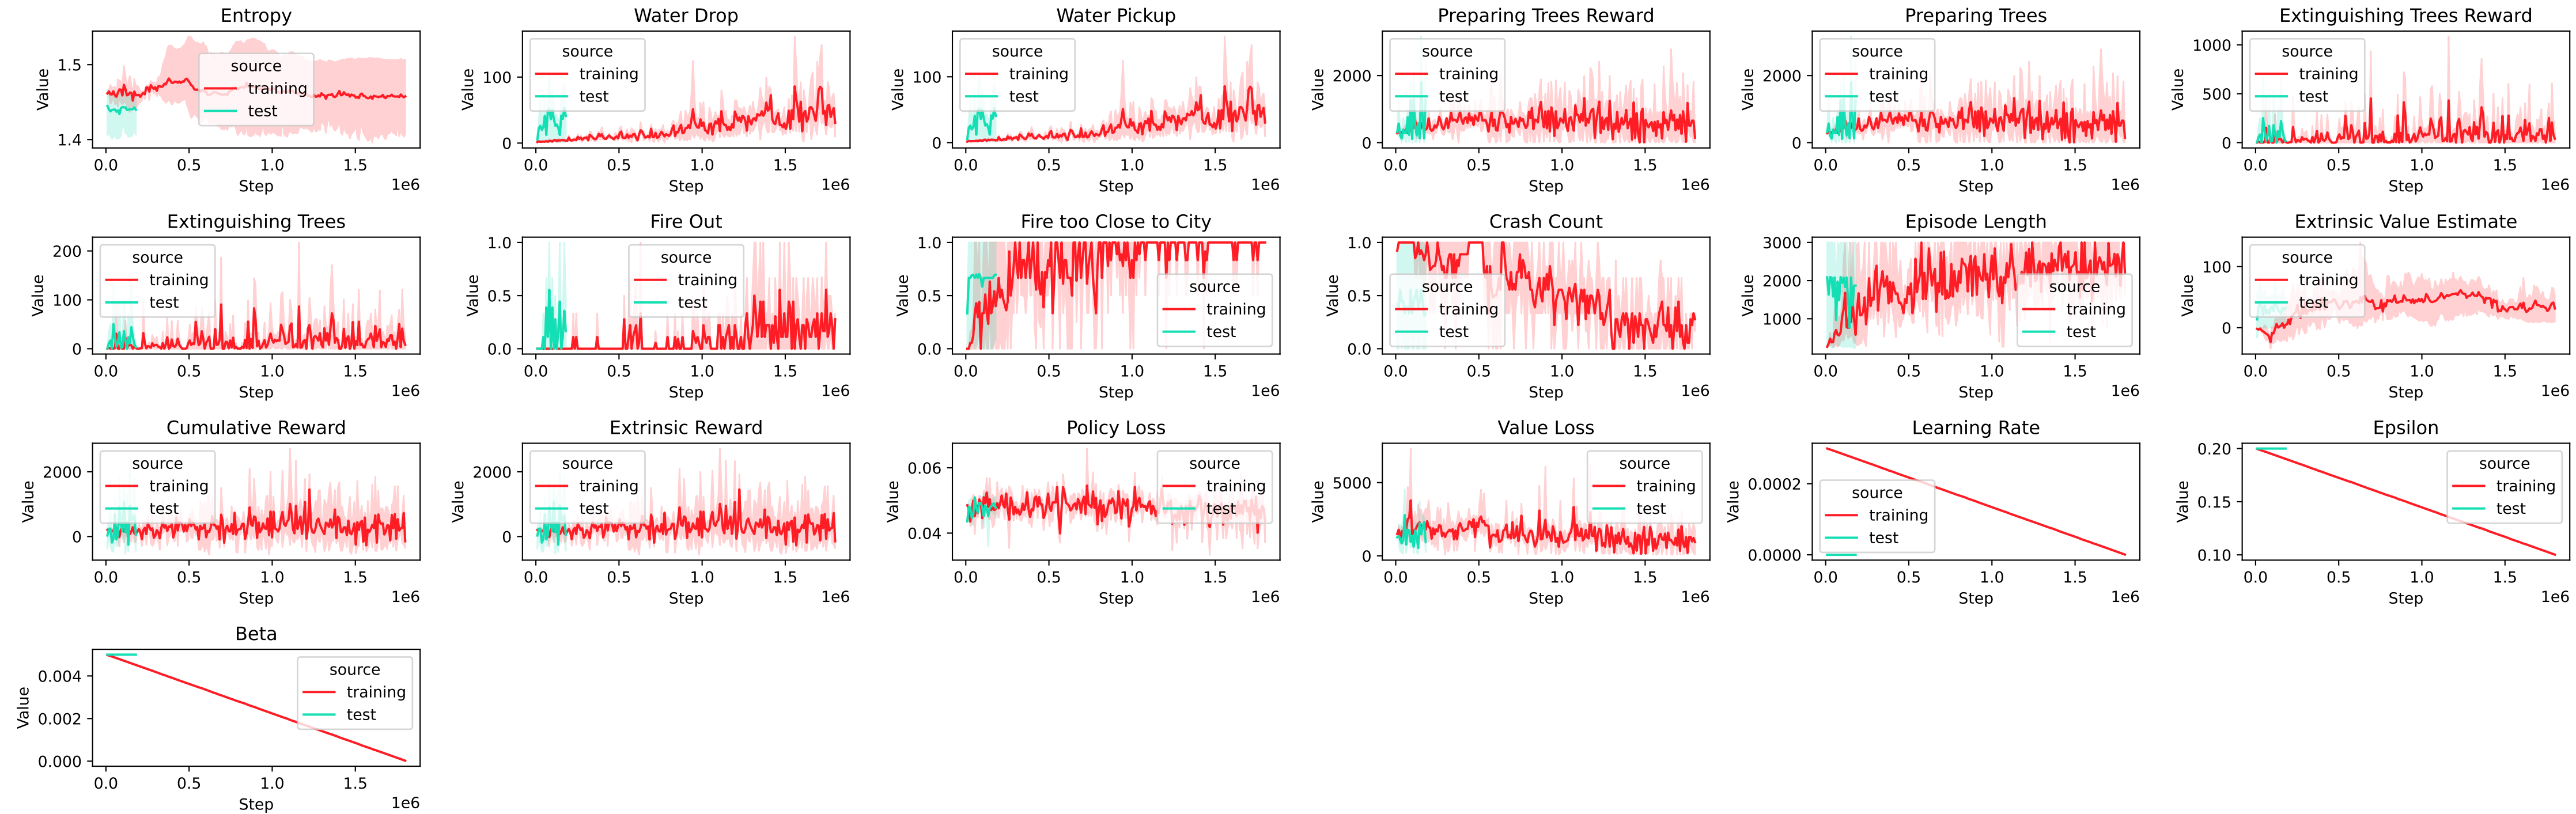 Entropy
Value
1.5
1.4
source
training
test
0.0 0.5 1.0 1.5
Step
1e6
Water Drop
Value
100
0
source
training
test
0.0 0.5 1.0 1.5
Step
1e6
Water Pickup
Value
100
0
source
training
test
0.0 0.5 1.0 1.5
Step
1e6
Preparing Trees Reward
Value
2000
0
source
training
test
0.0 0.5 1.0 1.5
Step
1e6
Preparing Trees
Value
2000
0
source
training
test
0.0 0.5 1.0 1.5
Step
1e6
Extinguishing Trees Reward
Value
1000
500
0
source
training
test
0.0 0.5 1.0 1.5
Step
1e6
Extinguishing Trees
Value
200
100
0
source
training
test
0.0 0.5 1.0 1.5
Step
1e6
Fire Out
Value
1.0
0.5
0.0
source
training
test
0.0 0.5 1.0 1.5
Step
1e6
Fire too Close to City
Value
1.0
0.5
0.0
source
training
test
0.0 0.5 1.0 1.5
Step
1e6
Crash Count
Value
1.0
0.5
0.0
source
training
test
0.0 0.5 1.0 1.5
Step
1e6
Episode Length
Value
3000
2000
1000
source
training
test
0.0 0.5 1.0 1.5
Step
1e6
Extrinsic Value Estimate
Value
100
0
source
training
test
0.0 0.5 1.0 1.5
Step
1e6
Cumulative Reward
Value
2000
0
source
training
test
0.0 0.5 1.0 1.5
Step
1e6
Extrinsic Reward
Value
2000
0
source
training
test
0.0 0.5 1.0 1.5
Step
1e6
Policy Loss
Value
0.06
0.04
source
training
test
0.0 0.5 1.0 1.5
Step
1e6
Value Loss
Value
5000
0
source
training
test
0.0 0.5 1.0 1.5
Step
1e6
Learning Rate
Value
0.0002
0.0000
source
training
test
0.0 0.5 1.0 1.5
Step
1e6
Epsilon
Value
0.20
0.15
0.10
source
training
test
0.0 0.5 1.0 1.5
Step
1e6
Beta
Value
0.004
0.002
0.000
source
training
test
0.0 0.5 1.0 1.5
Step
1e6